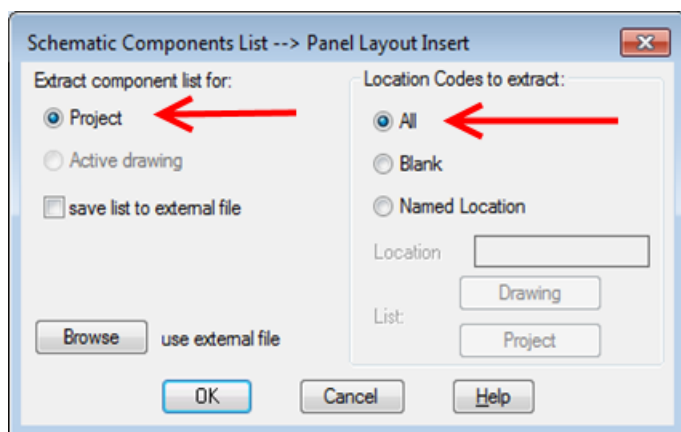 Schematic Components List --> Panel Layout Insert
Extract component list for:
Project
Active drawing
save list to external file
Browse
use external file
Location Codes to extract:
All
Blank
Named Location
Location
List:
Drawing
Project
OK
Cancel
Help